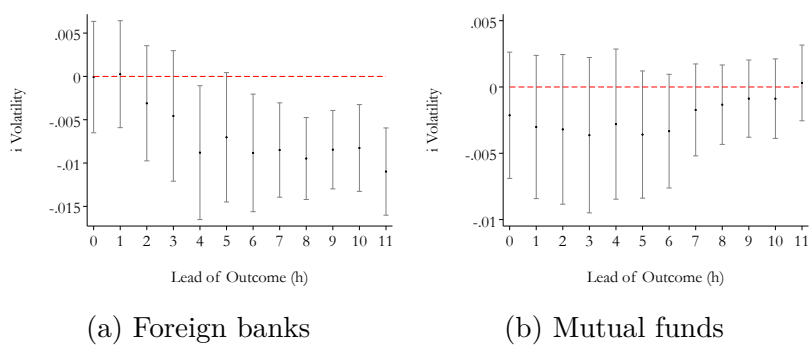 .005
0
-.005
-.01
-.015
i Volatility
0 1 2 3 4 5 6 7 8 9 10 11
Lead of Outcome (h)
(a) Foreign banks
.005
0
-.005
-.01
i Volatility
0 1 2 3 4 5 6 7 8 9 10 11
Lead of Outcome (h)
(b) Mutual funds